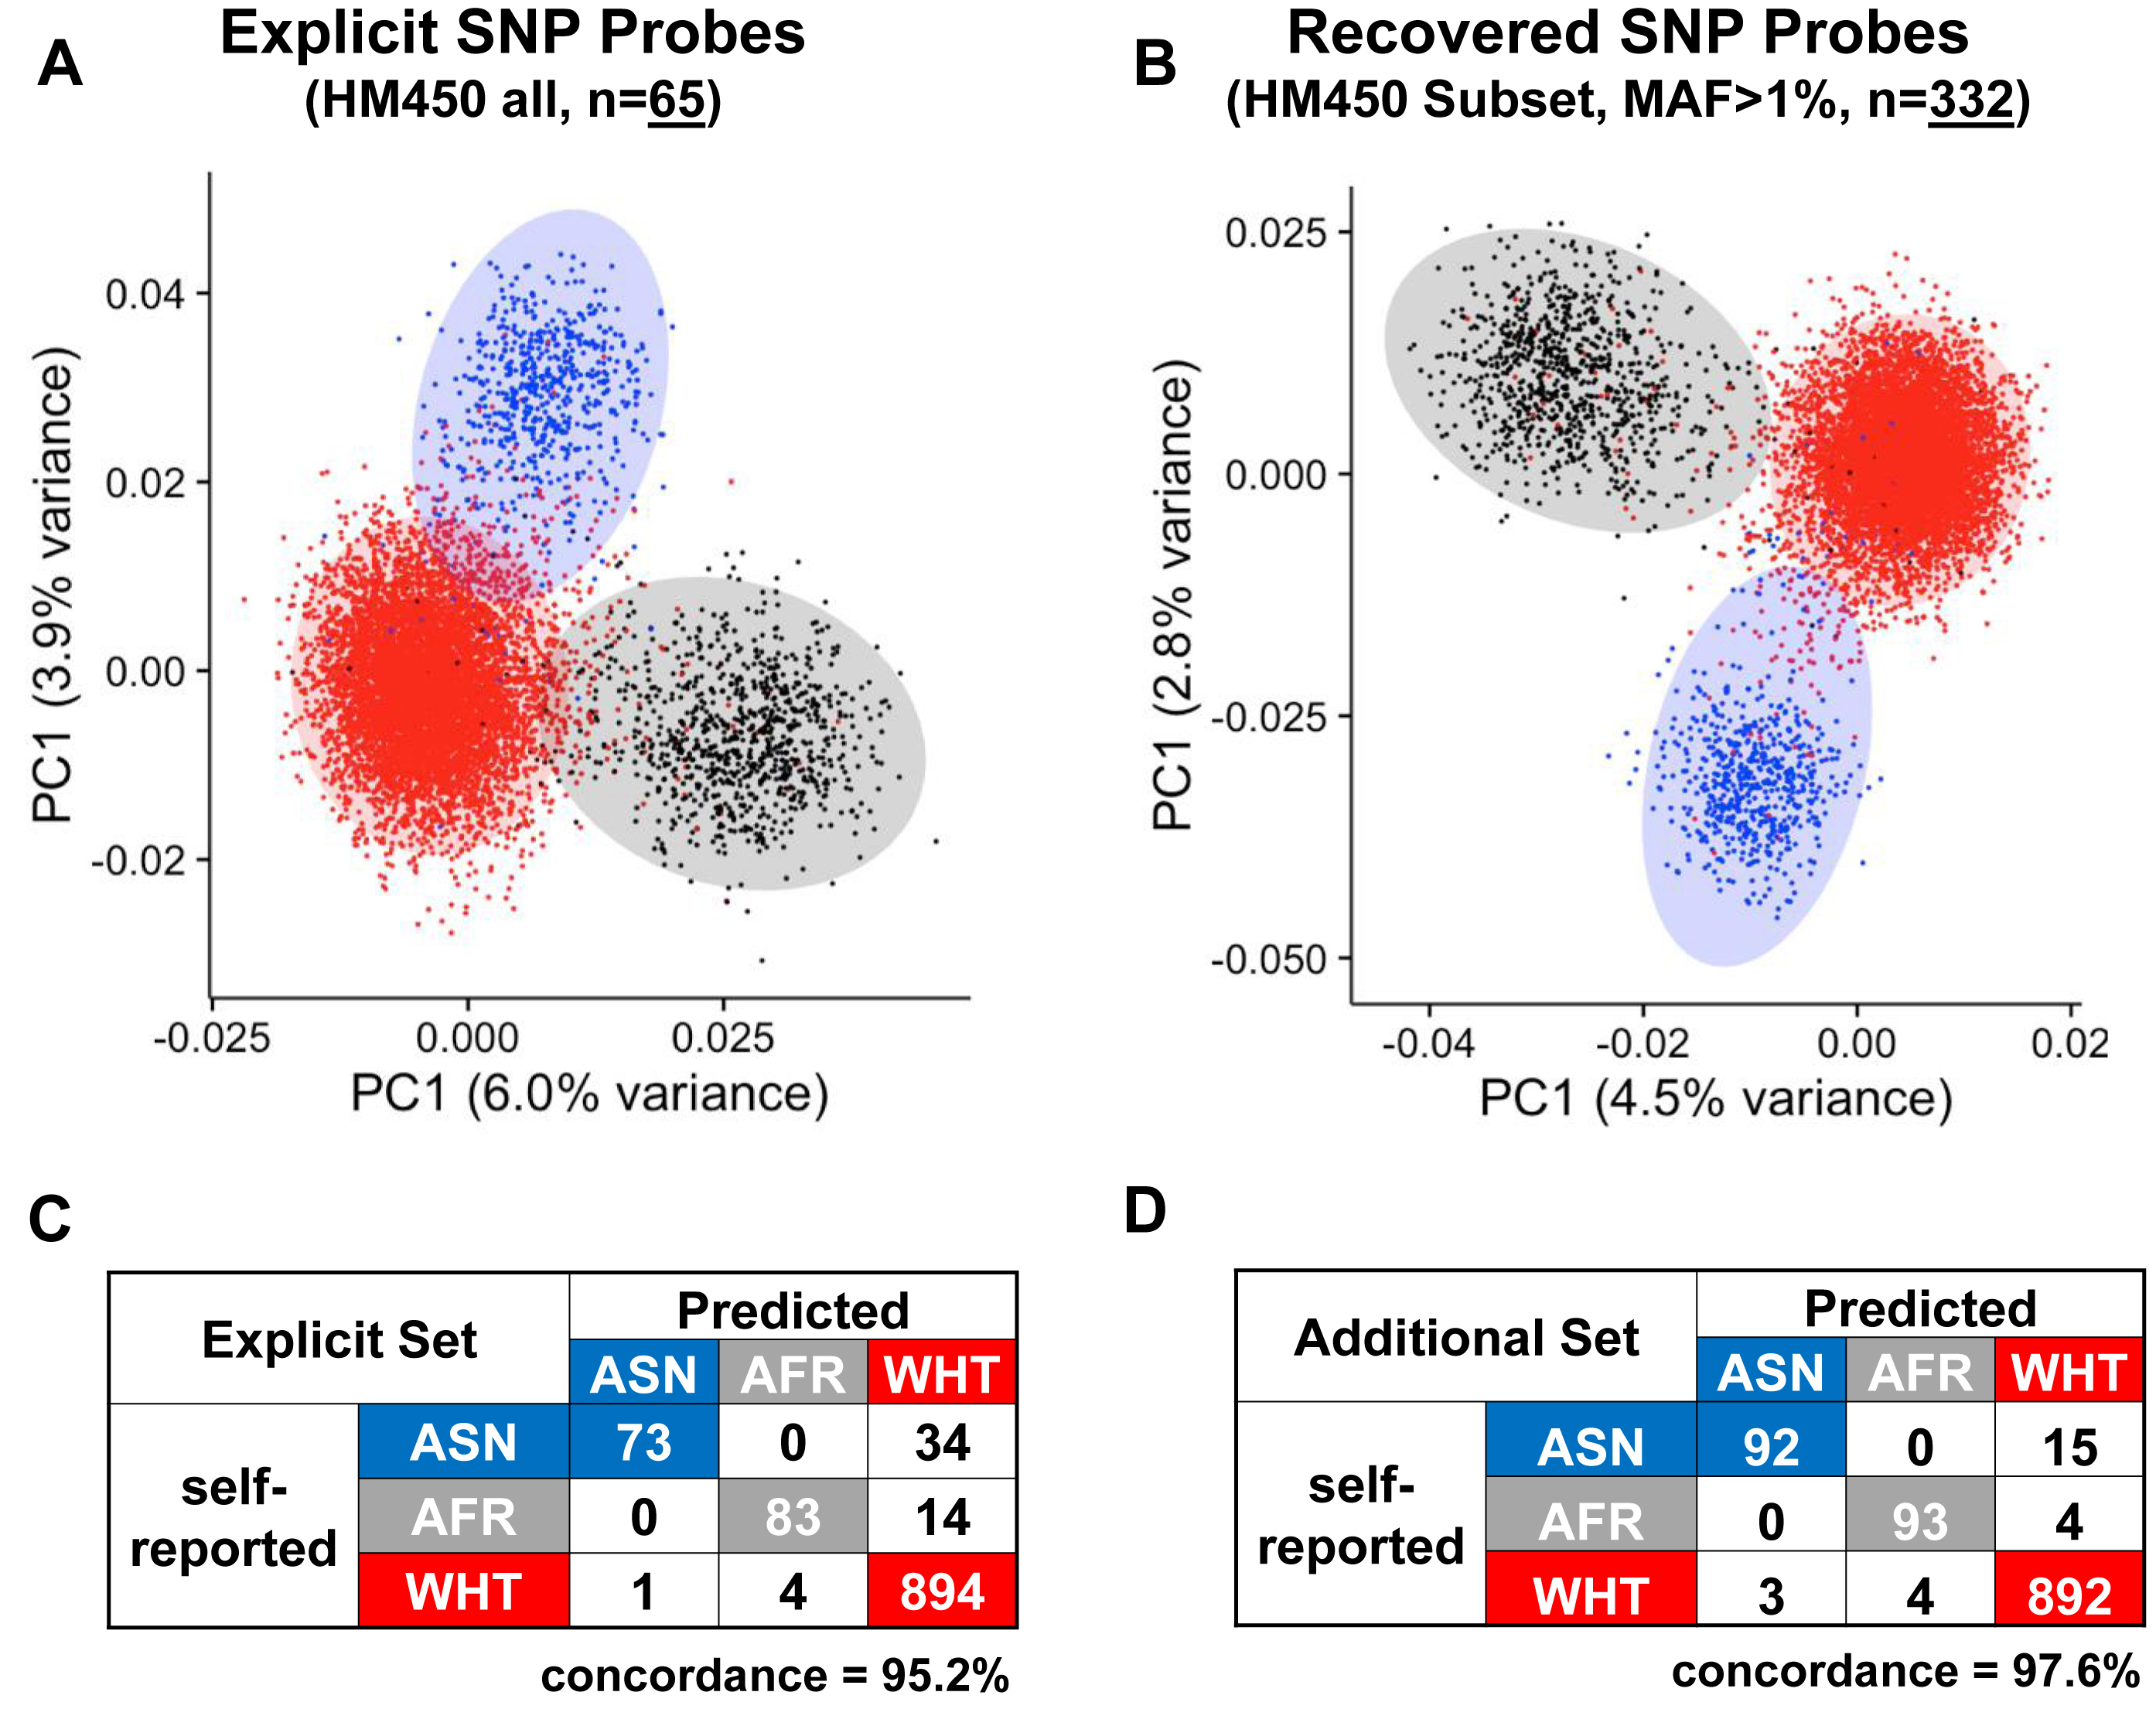 A
Explicit SNP Probes
(HM450 all, n=65)
PC1 (3.9% variance)
0.04
0.02
0.00
-0.02
-0.025
0.000
0.025
PC1 (6.0% variance)
B
Recovered SNP Probes
(HM450 Subset, MAF>1%, n=332)
PC1 (2.8% variance)
0.025
0.000
-0.025
-0.050
-0.04
-0.02
0.00
0.02
PC1 (4.5% variance)
C
Explicit Set
Predicted
ASN AFR WHT
self-
reported
ASN 73 0 34
AFR 0 83 14
WHT 1 4 894
concordance = 95.2%
D
Additional Set
Predicted
ASN AFR WHT
self-
reported
ASN 92 0 15
AFR 0 93 4
WHT 3 4 892
concordance = 97.6%